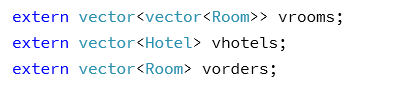 extern vector<vector<Room>> vrooms;
extern vector<Hotel> vhotels;
extern vector<Room> vorders;